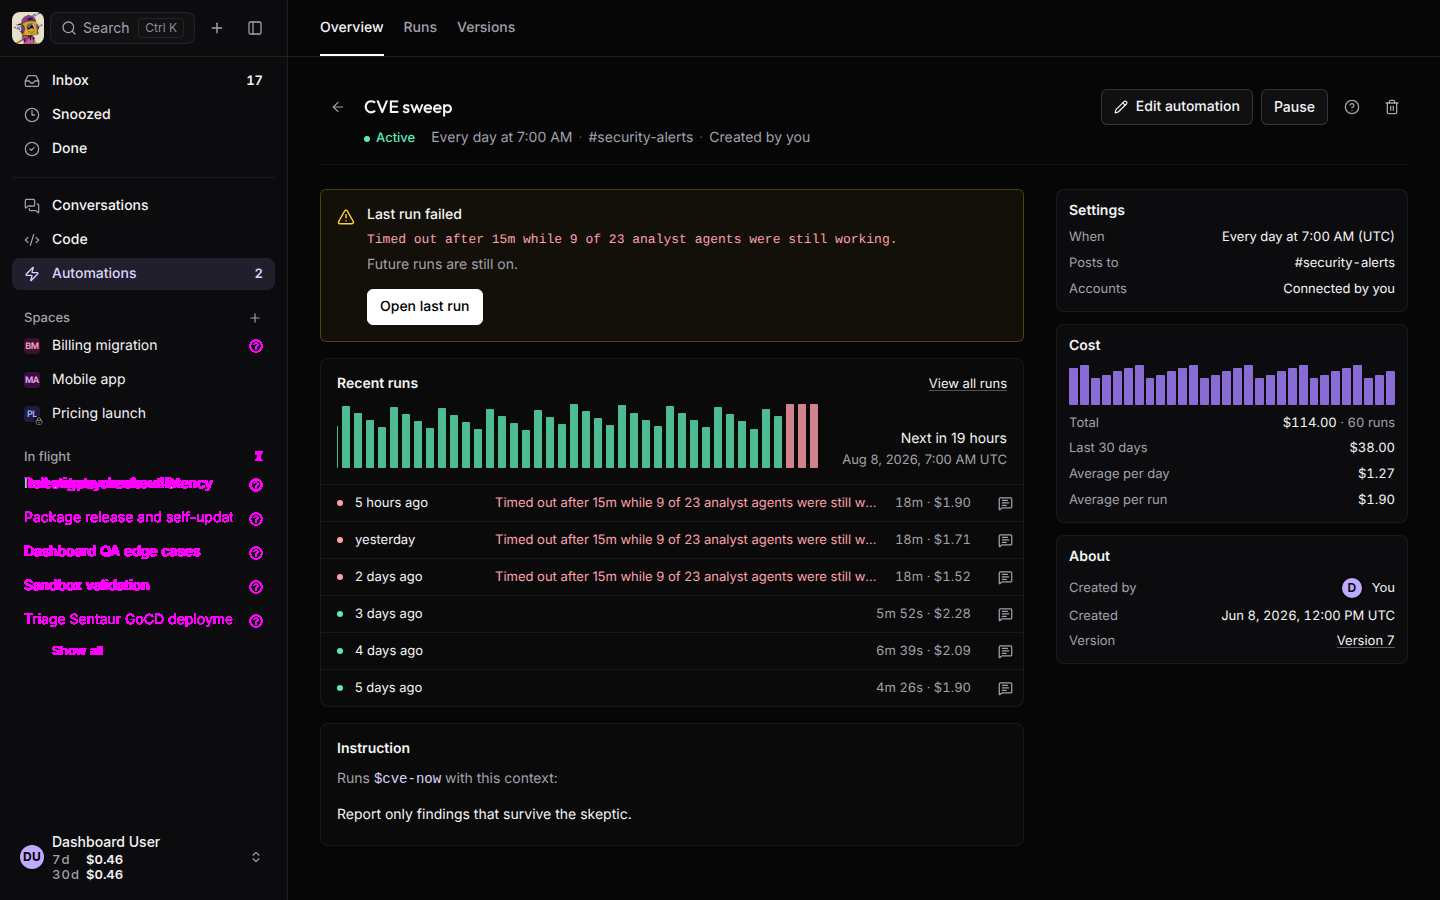 Search Ctrl K
Inbox 17
Snoozed
Done
Conversations
Code
Automations 2
Spaces
BM Billing migration
MA Mobile app
PL Pricing launch
In flight
Package release and self-updat
Dashboard QA edge cases
Sandbox validation
Triage Sentaur GoCD deployme
Show all
DU Dashboard User
7d $0.46
30d $0.46
Overview Runs Versions
CVE sweep
Edit automation Pause
Active Every day at 7:00 AM · #security-alerts · Created by you
Last run failed
Timed out after 15m while 9 of 23 analyst agents were still working.
Future runs are still on.
Open last run
Recent runs View all runs
Next in 19 hours
Aug 8, 2026, 7:00 AM UTC
5 hours ago Timed out after 15m while 9 of 23 analyst agents were still w... 18m · $1.90
yesterday Timed out after 15m while 9 of 23 analyst agents were still w... 18m · $1.71
2 days ago Timed out after 15m while 9 of 23 analyst agents were still w... 18m · $1.52
3 days ago 5m 52s · $2.28
4 days ago 6m 39s · $2.09
5 days ago 4m 26s · $1.90
Instruction
Runs $cve-now with this context:
Report only findings that survive the skeptic.
Settings
When Every day at 7:00 AM (UTC)
Posts to #security-alerts
Accounts Connected by you
Cost
Total $114.00 · 60 runs
Last 30 days $38.00
Average per day $1.27
Average per run $1.90
About
Created by D You
Created Jun 8, 2026, 12:00 PM UTC
Version Version 7